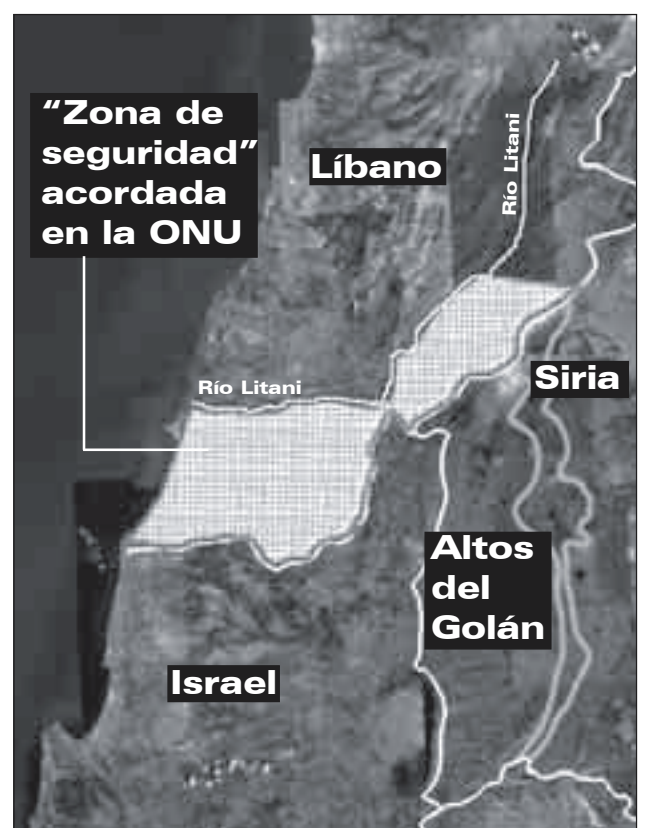 “Zona de
seguridad”
acordada
en la ONU
Líbano
Río Litani
Río Litani
Siria
Altos
del
Golán
Israel